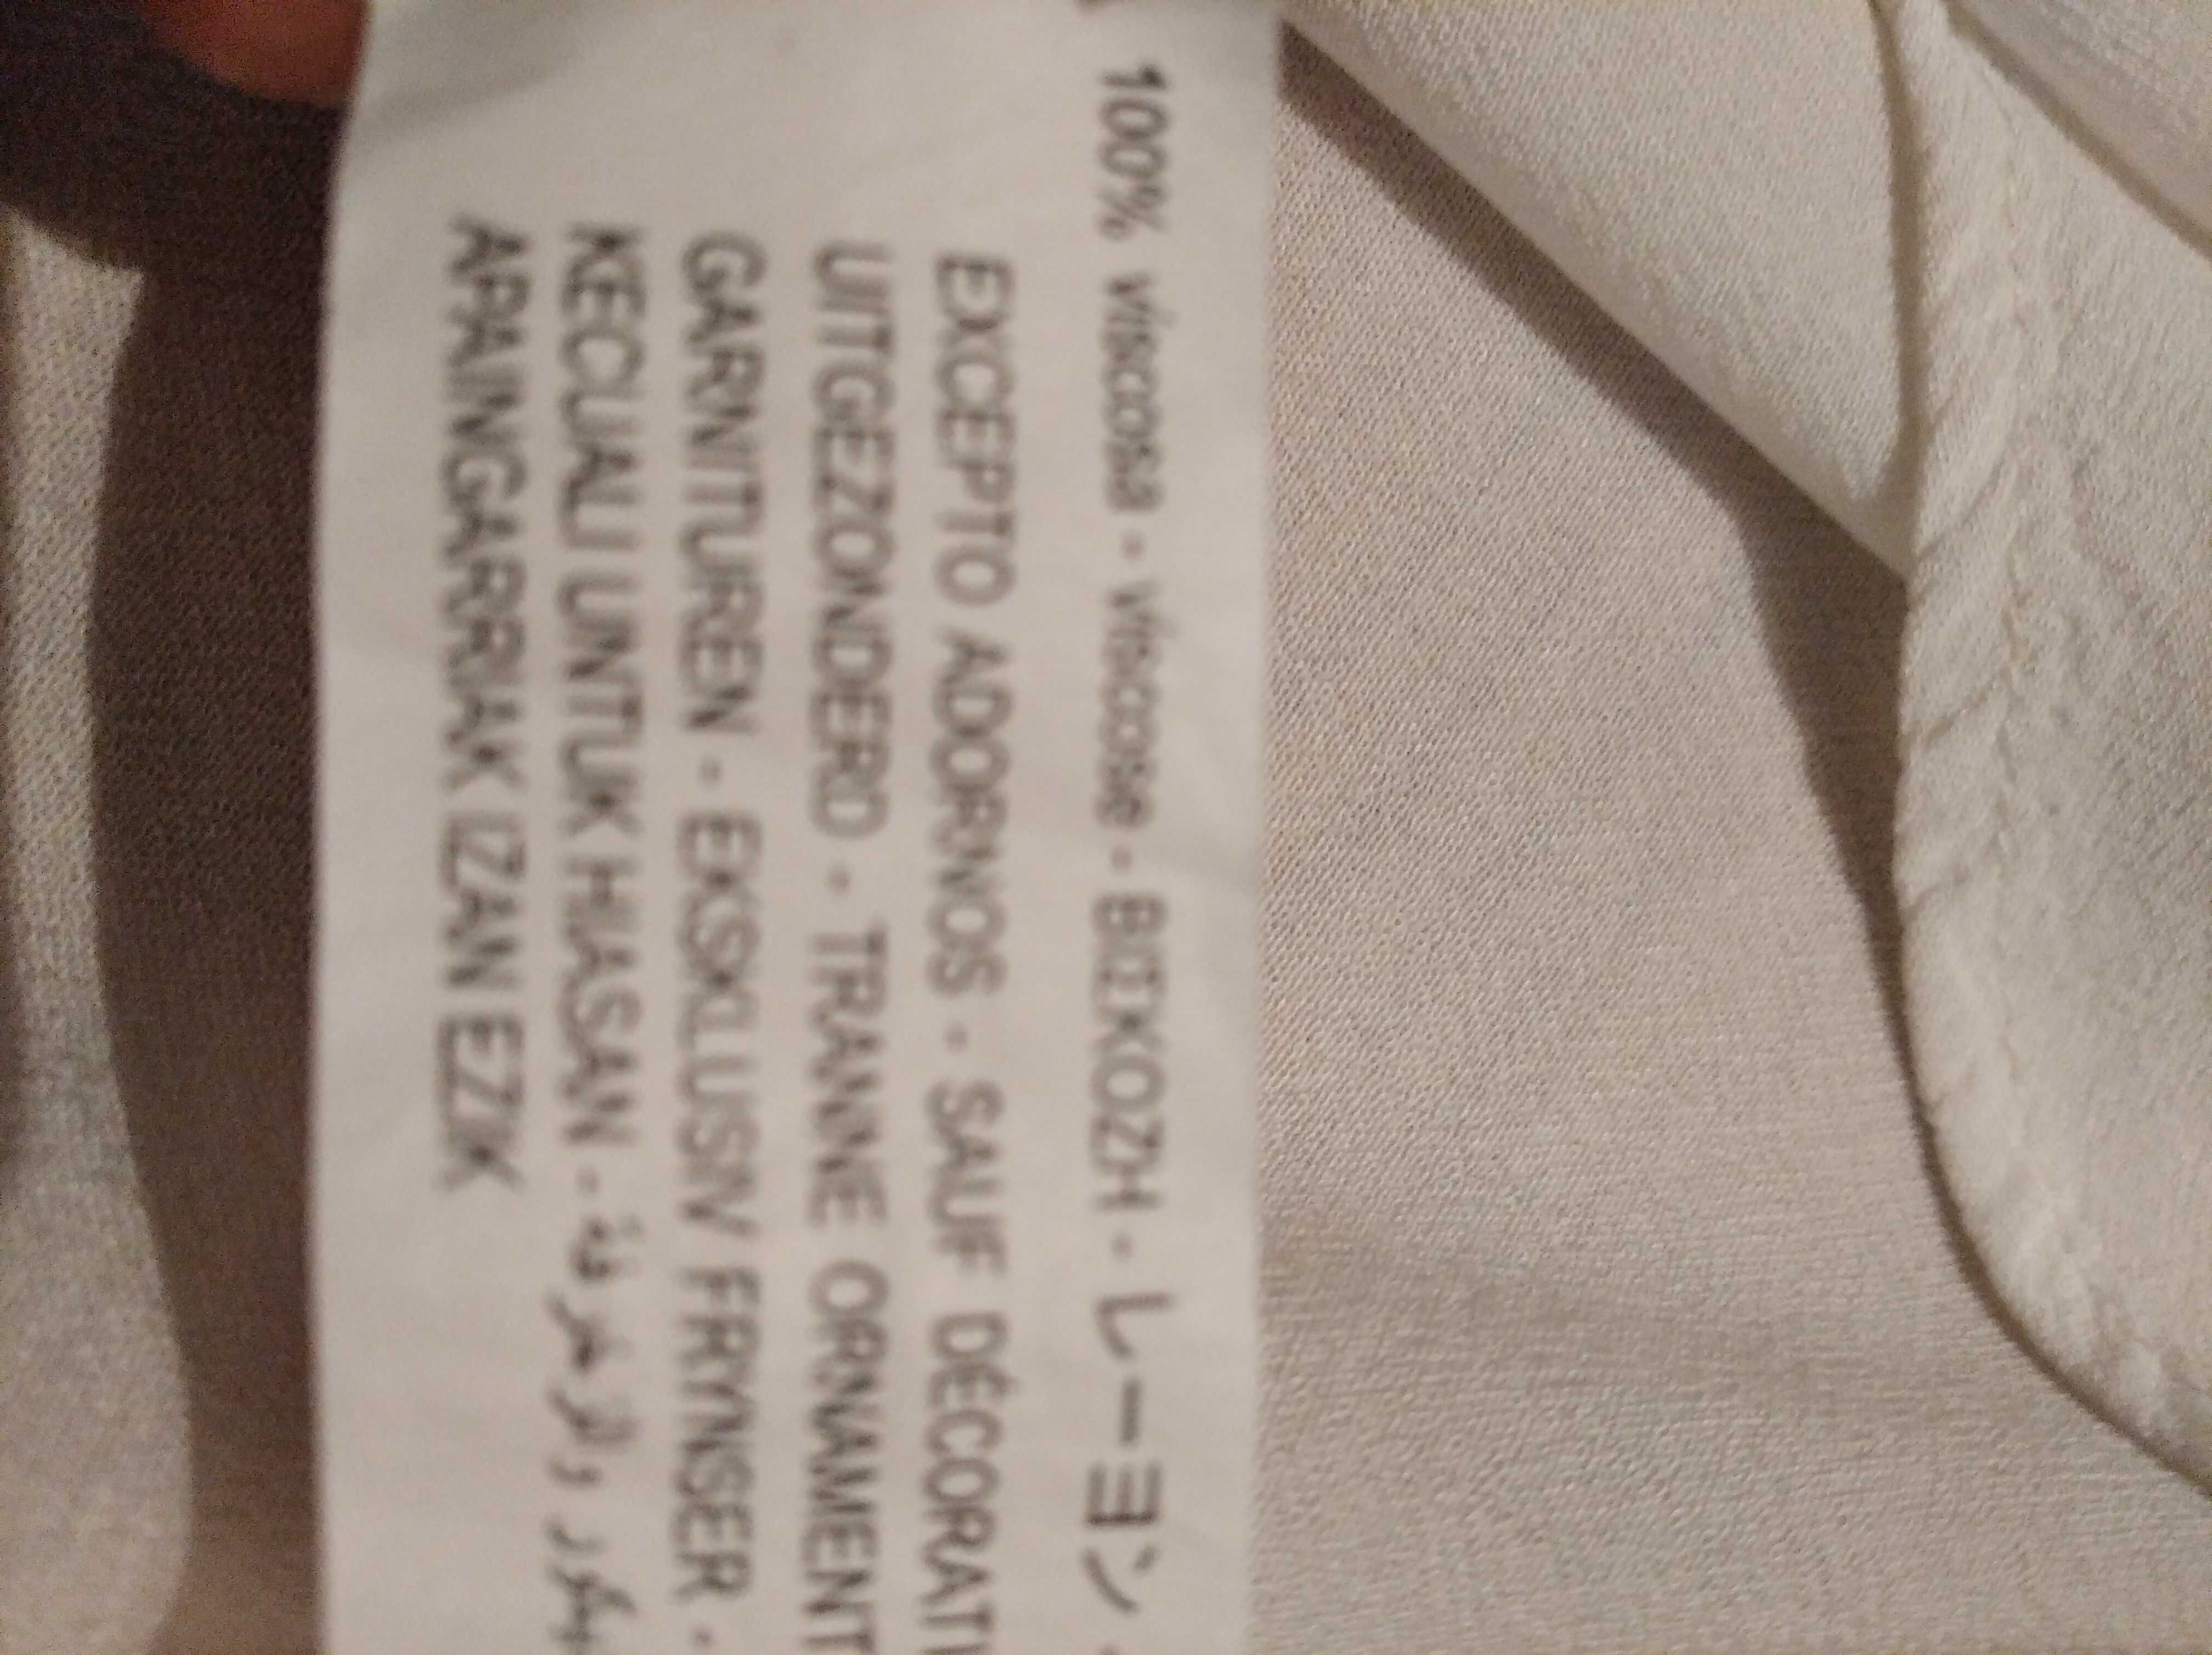 100% viscosa - viscose - ΒΙΣΚΟΖΗ - レーヨン -
EXCEPTO ADORNOS - SAUF DÉCORATI
UITGEZONDERD - TRANNE ORNAMENT
GARNITUREN - EKSKLUSIV FRYNSER -
KECUALI UNTUK HIASAN -
APAINGARRIAK IZAN EZIK